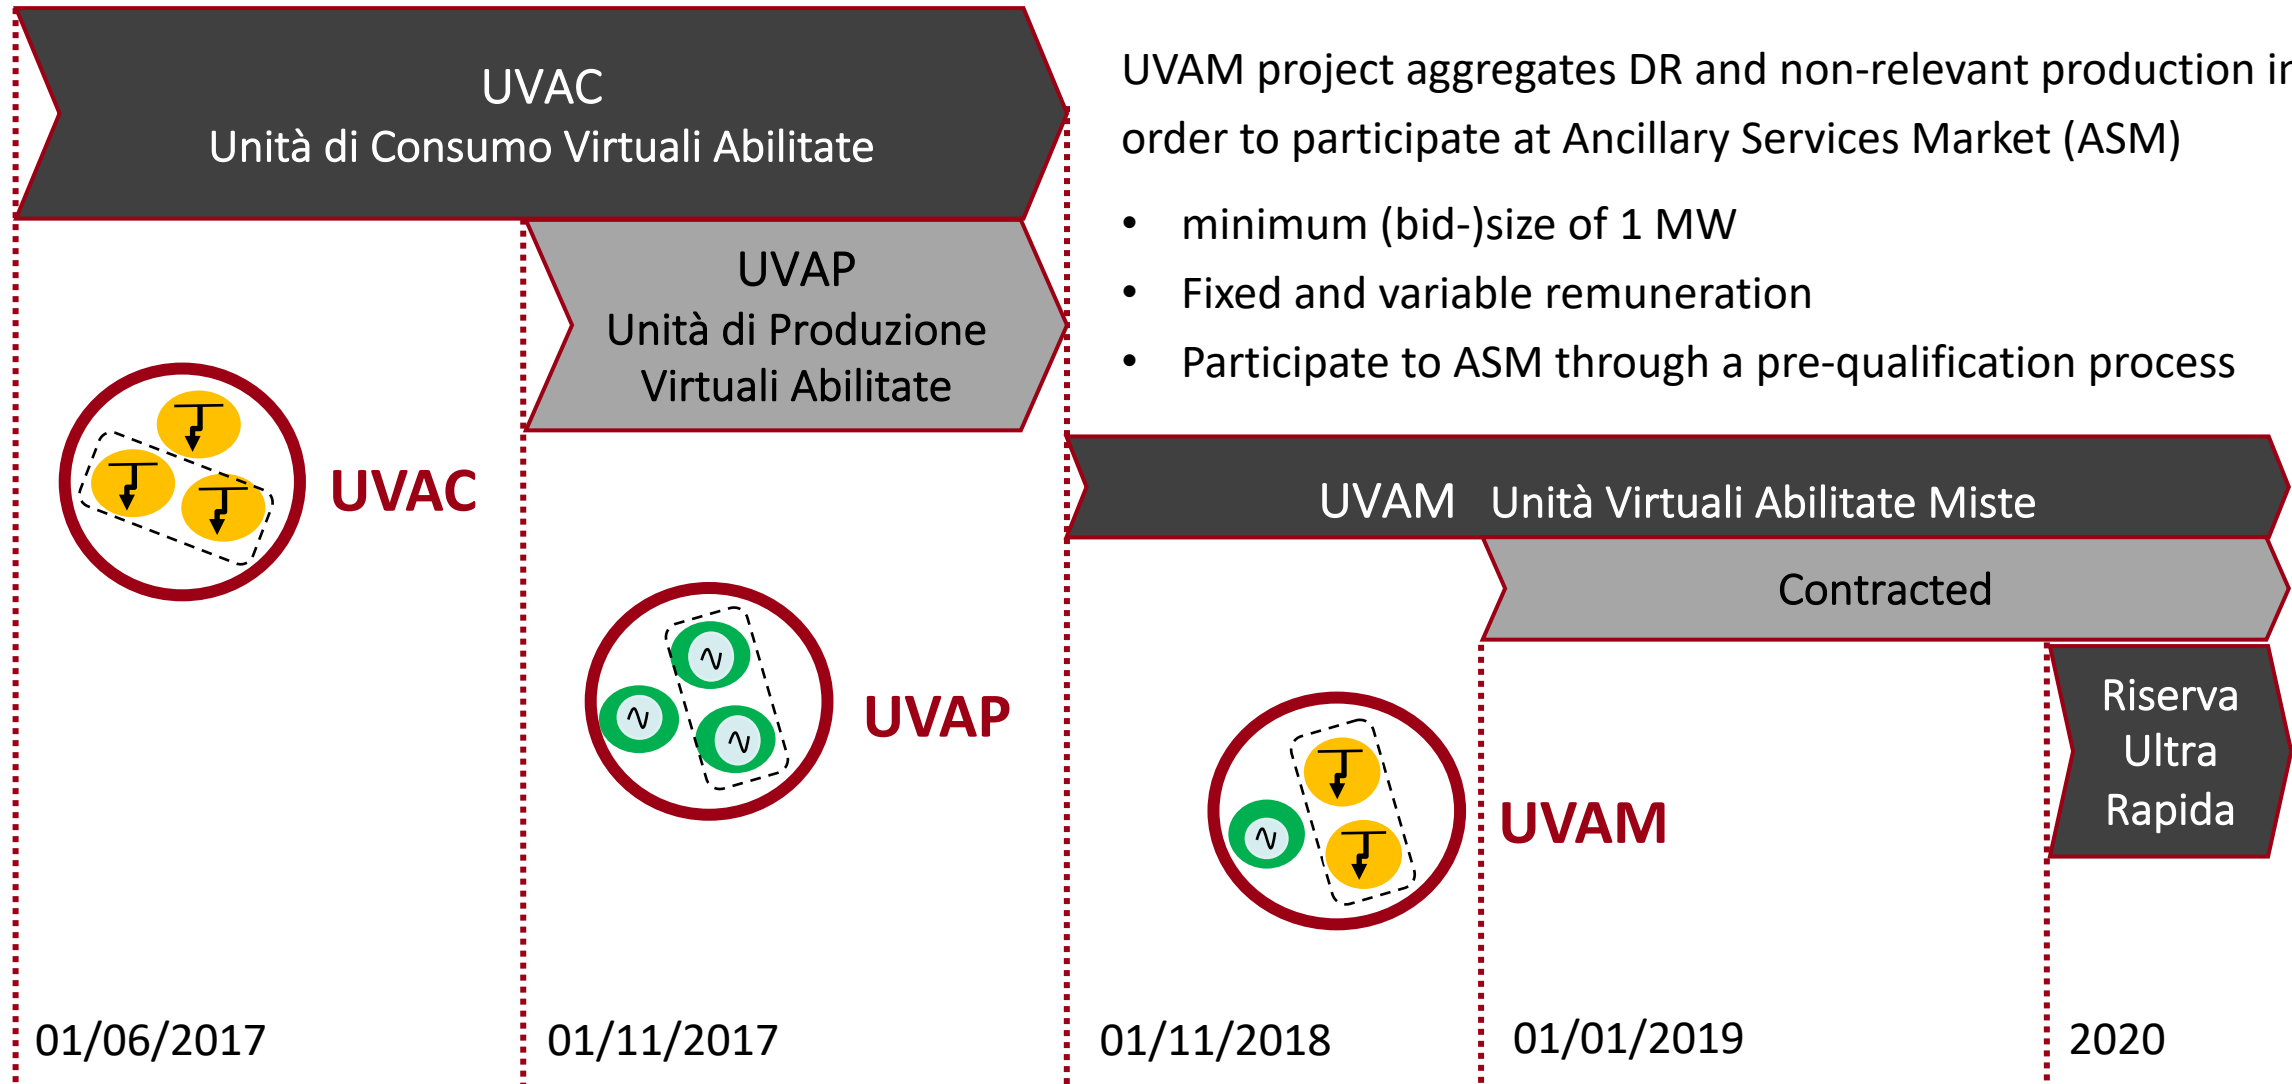 UVAC
Unità di Consumo Virtuali Abilitate
UVAP
Unità di Produzione
Virtuali Abilitate
UVAM project aggregates DR and non-relevant production in
order to participate at Ancillary Services Market (ASM)
• minimum (bid-)size of 1 MW
• Fixed and variable remuneration
• Participate to ASM through a pre-qualification process
UVAM Unità Virtuali Abilitate Miste
Contracted
Riserva
Ultra
Rapida
UVAC
UVAP
UVAM
01/06/2017
01/11/2017
01/11/2018
01/01/2019
2020